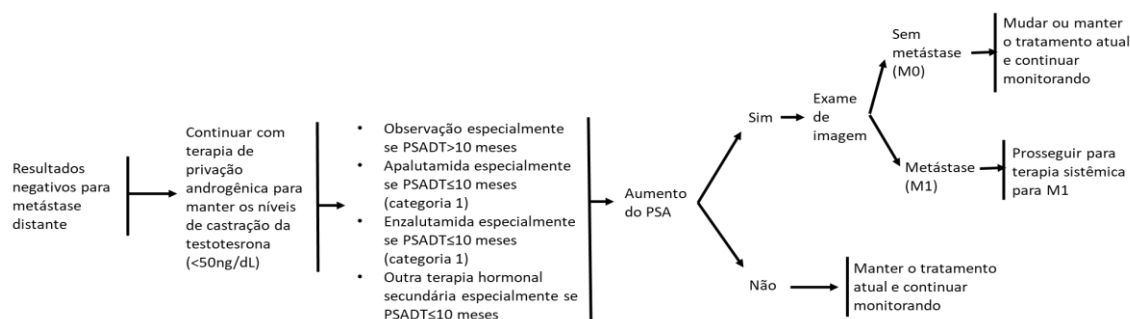 Resultados
negativos para
metástase
distante
Continuar com
terapia de
privação
androgênica para
manter os níveis
de castração da
testotesrona
(<50ng/dL)
• Observação especialmente
se PSADT>10 meses
• Apalutamida especialmente
se PSADT≤10 meses
(categoria 1)
• Enzalutamida especialmente
se PSADT≤10 meses
(categoria 1)
• Outra terapia hormonal
secundária especialmente se
PSADT≤10 meses
Aumento
do PSA
Sim
Exame
de
imagem
Sem
metástase
(M0)
Mudar ou manter
o tratamento atual
e continuar
monitorando
Metástase
(M1)
Prosseguir para
terapia sistêmica
para M1
Não
Manter o tratamento
atual e continuar
monitorando